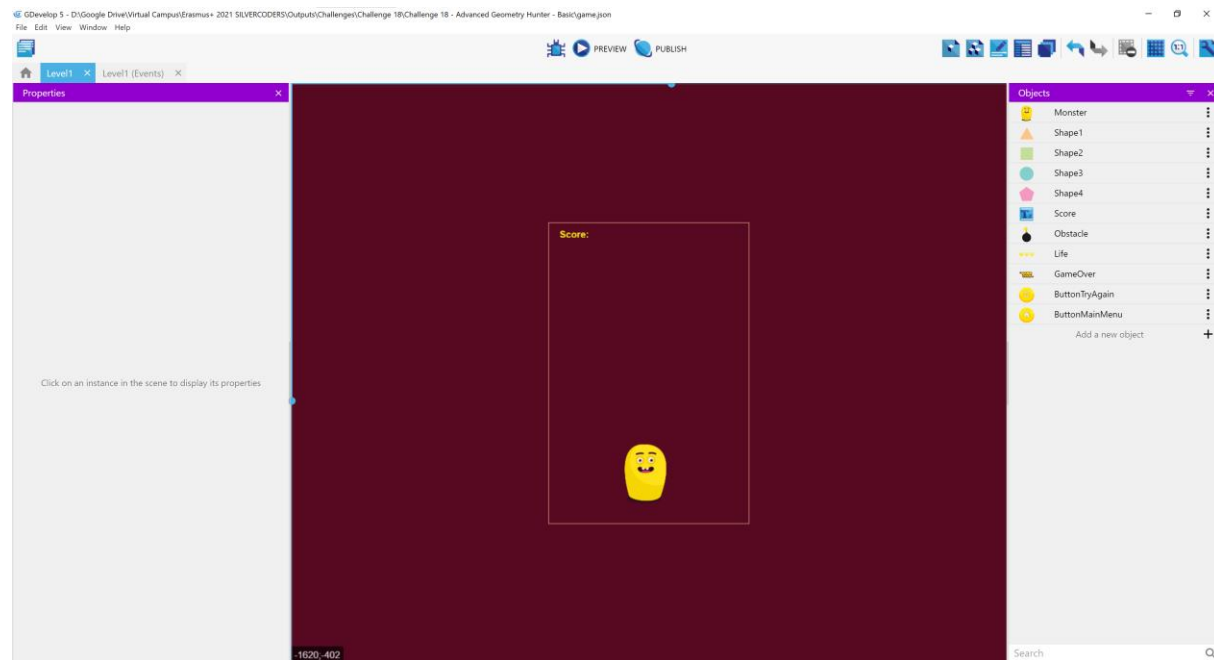 GDevelop 5 - D:\Google Drive\Virtual Campus\Erasmus+ 2021 SILVERCODERS\Outputs\Challenges\Challenge 18\Challenge 18 - Advanced Geometry Hunter - Basic\game.json
File Edit View Window Help
PREVIEW PUBLISH
Level1 Level1 (Events)
Properties
Objects
Monster
Shape1
Shape2
Shape3
Shape4
Score
Obstacle
Life
GameOver
ButtonTryAgain
ButtonMainMenu
Add a new object
Score:
Click on an instance in the scene to display its properties
-1620;-402
Search